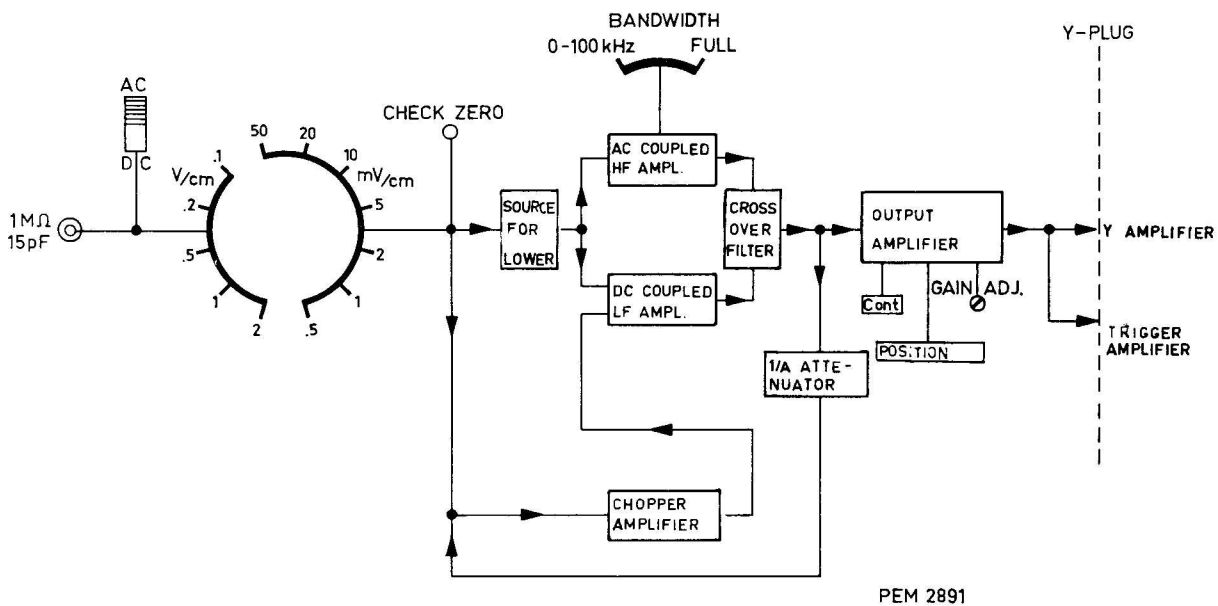 BANDWIDTH
0-100 kHz FULL
Y-PLUG
AC
DC
CHECK ZERO
50
20
10
mV/cm
5
2
1
.5
.1
V/cm
.2
.5
1
2
1MΩ
15pF
SOURCE
FOR
LOWER
AC COUPLED
HF AMPL.
DC COUPLED
LF AMPL.
CROSS
OVER
FILTER
OUTPUT
AMPLIFIER
Cont
GAIN ADJ.
POSITION
Y AMPLIFIER
TRIGGER
AMPLIFIER
1/A ATTE-
NUATOR
CHOPPER
AMPLIFIER
PEM 2891